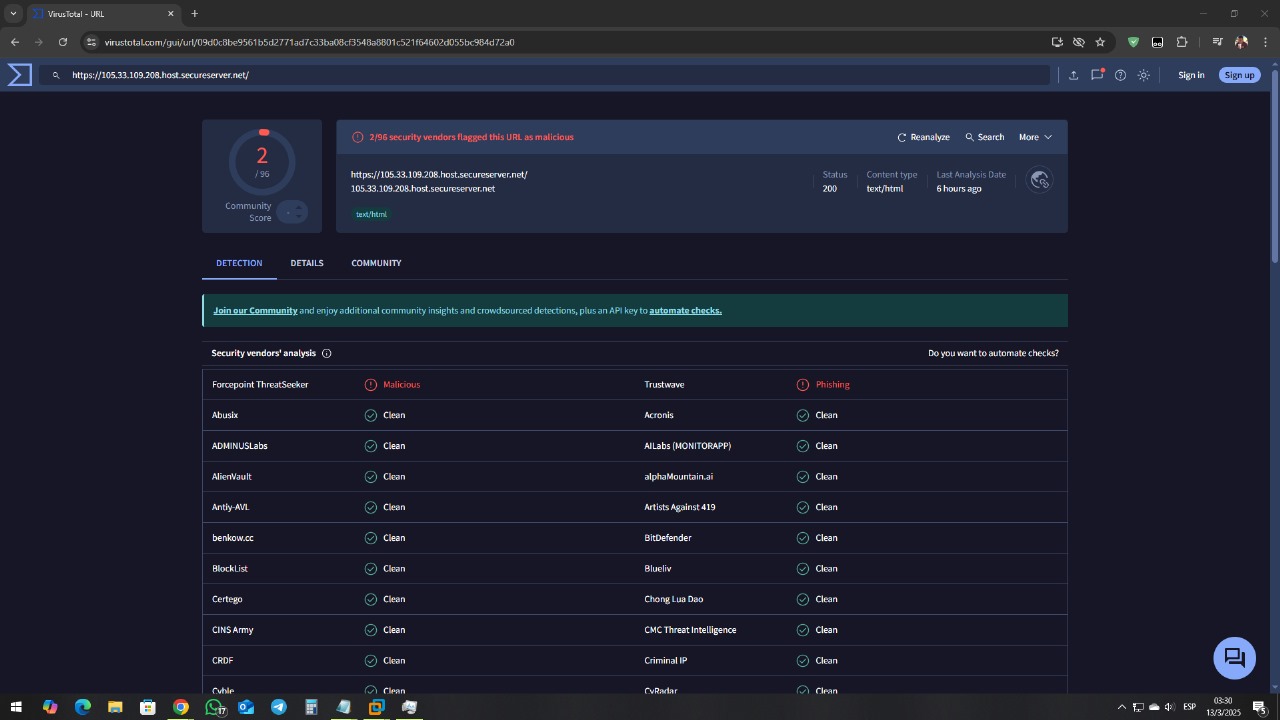 VirusTotal - URL
virustotal.com/gui/url/09d0c8be9561b5d2771ad7c33ba08cf3548a8801c521f64602d055bc984d72a0
https://105.33.109.208.host.secureserver.net/
Sign in
Sign up
2
/ 96
Community
Score
2/96 security vendors flagged this URL as malicious
Reanalyze
Search
More
https://105.33.109.208.host.secureserver.net/
105.33.109.208.host.secureserver.net
text/html
Status
200
Content type
text/html
Last Analysis Date
6 hours ago
DETECTION
DETAILS
COMMUNITY
Join our Community and enjoy additional community insights and crowdsourced detections, plus an API key to automate checks.
Security vendors' analysis
Do you want to automate checks?
Forcepoint ThreatSeeker Malicious Trustwave Phishing
Abusix Clean Acronis Clean
ADMINUSLabs Clean AILabs (MONITORAPP) Clean
AlienVault Clean alphaMountain.ai Clean
Antiy-AVL Clean Artists Against 419 Clean
benkow.cc Clean BitDefender Clean
BlockList Clean Blueliv Clean
Certego Clean Chong Lua Dao Clean
CINS Army Clean CMC Threat Intelligence Clean
CRDF Clean Criminal IP Clean
Cyble Clean CyRadar Clean
17
ESP
03:30
13/3/2025
5